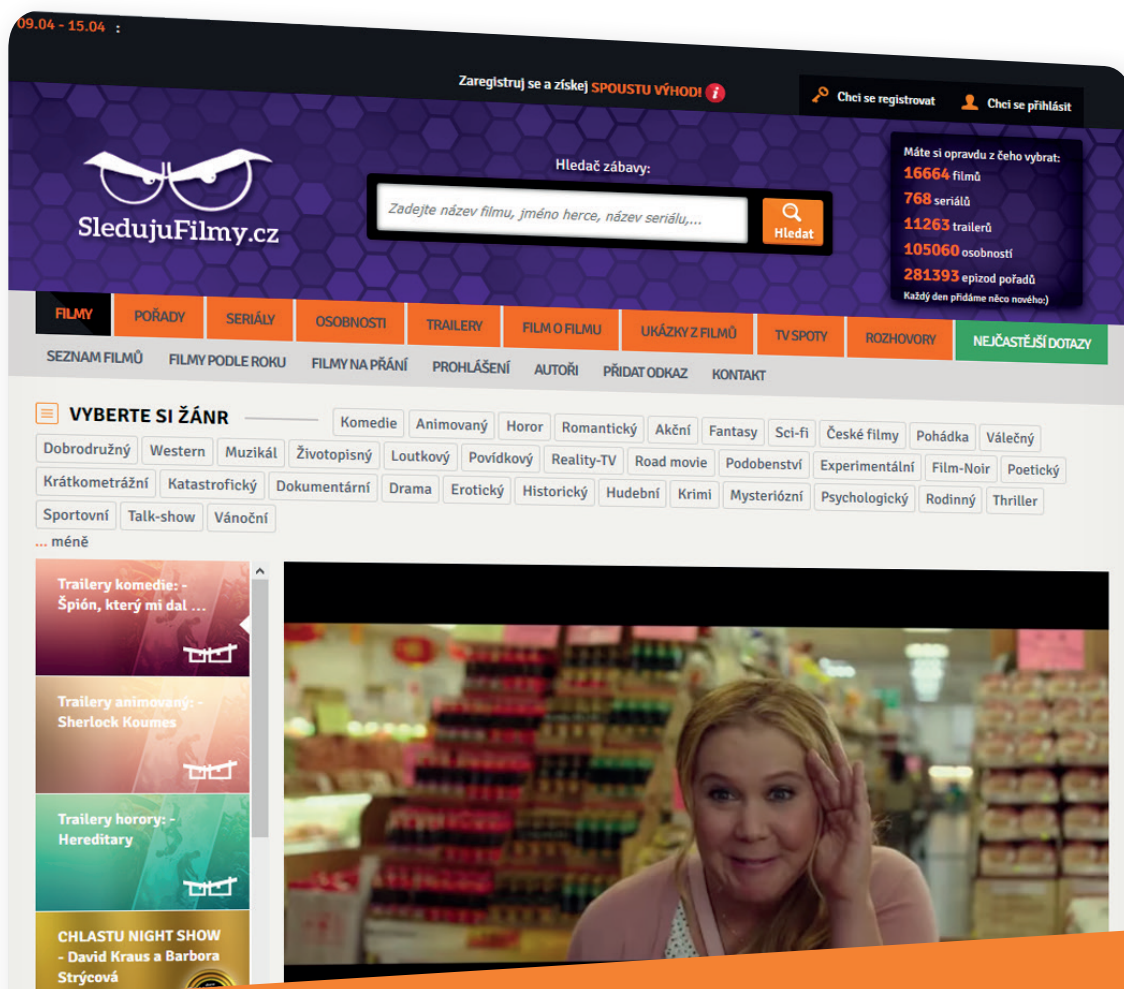 09.04 - 15.04 :
Zaregistruj se a získej SPOUSTU VÝHOD! i
Chci se registrovat
Chci se přihlásit
SledujuFilmy.cz
Hledač zábavy:
Zadejte název filmu, jméno herce, název seriálu,...
Hledat
Máte si opravdu z čeho vybrat:
16664 filmů
768 seriálů
11263 trailerů
105060 osobností
281393 epizod pořadů
Každý den přidáme něco nového:)
FILMY POŘADY SERIÁLY OSOBNOSTI TRAILERY FILM O FILMU UKÁZKY Z FILMŮ TV SPOTY ROZHOVORY NEJČASTĚJŠÍ DOTAZY
SEZNAM FILMŮ FILMY PODLE ROKU FILMY NA PŘÁNÍ PROHLÁŠENÍ AUTOŘI PŘIDAT ODKAZ KONTAKT
VYBERTE SI ŽÁNR Komedie Animovaný Horor Romantický Akční Fantasy Sci-fi České filmy Pohádka Válečný
Dobrodružný Western Muzikál Životopisný Loutkový Povídkový Reality-TV Road movie Podobenství Experimentální Film-Noir Poetický
Krátkometrážní Katastrofický Dokumentární Drama Erotický Historický Hudební Krimi Mysteriózní Psychologický Rodinný Thriller
Sportovní Talk-show Vánoční
... méně
Trailery komedie: -
Špión, který mi dal ...
Trailery animovaný: -
Sherlock Koumes
Trailery horory: -
Hereditary
CHLASTU NIGHT SHOW
- David Kraus a Barbora
Strýcová